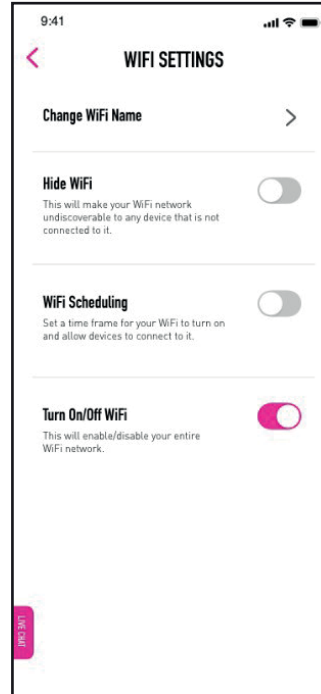 9:41
WIFI SETTINGS
Change WiFi Name
Hide WiFi
This will make your WiFi network
undiscoverable to any device that is not
connected to it.
WiFi Scheduling
Set a time frame for your WiFi to turn on
and allow devices to connect to it.
Turn On/Off WiFi
This will enable/disable your entire
WiFi network.
LIVE CHAT